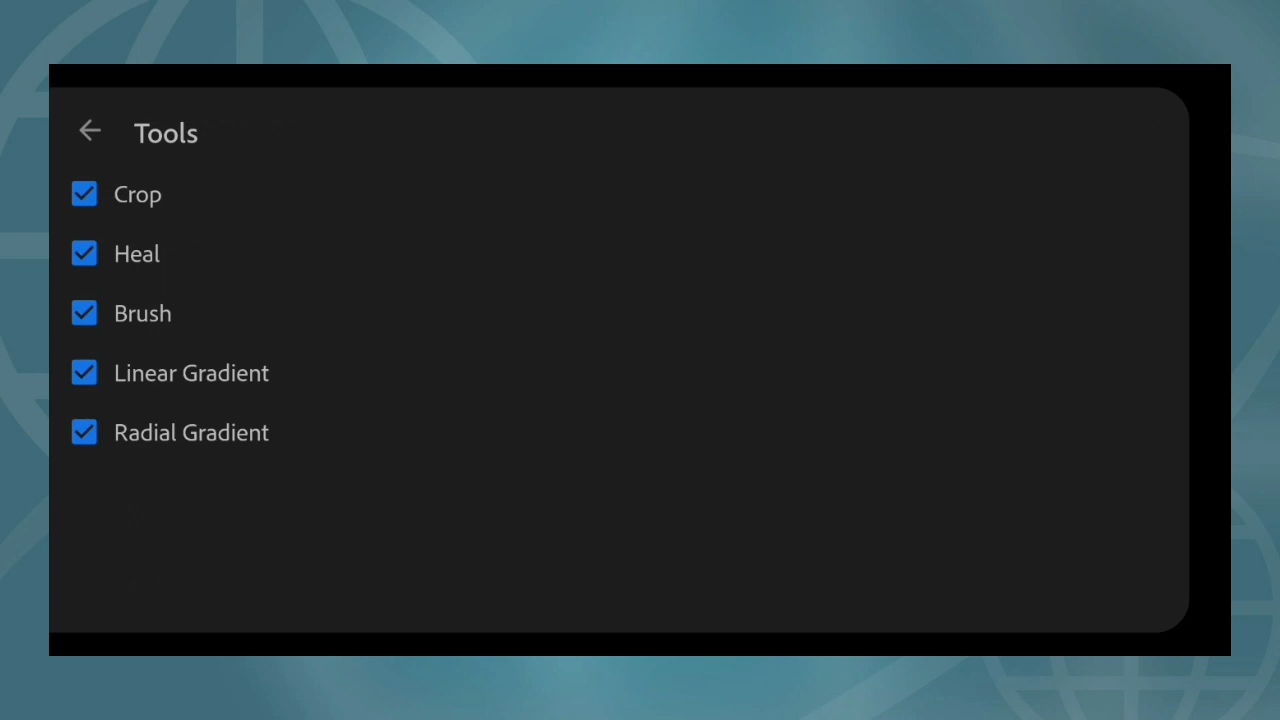 Tools
Crop
Heal
Brush
Linear Gradient
Radial Gradient